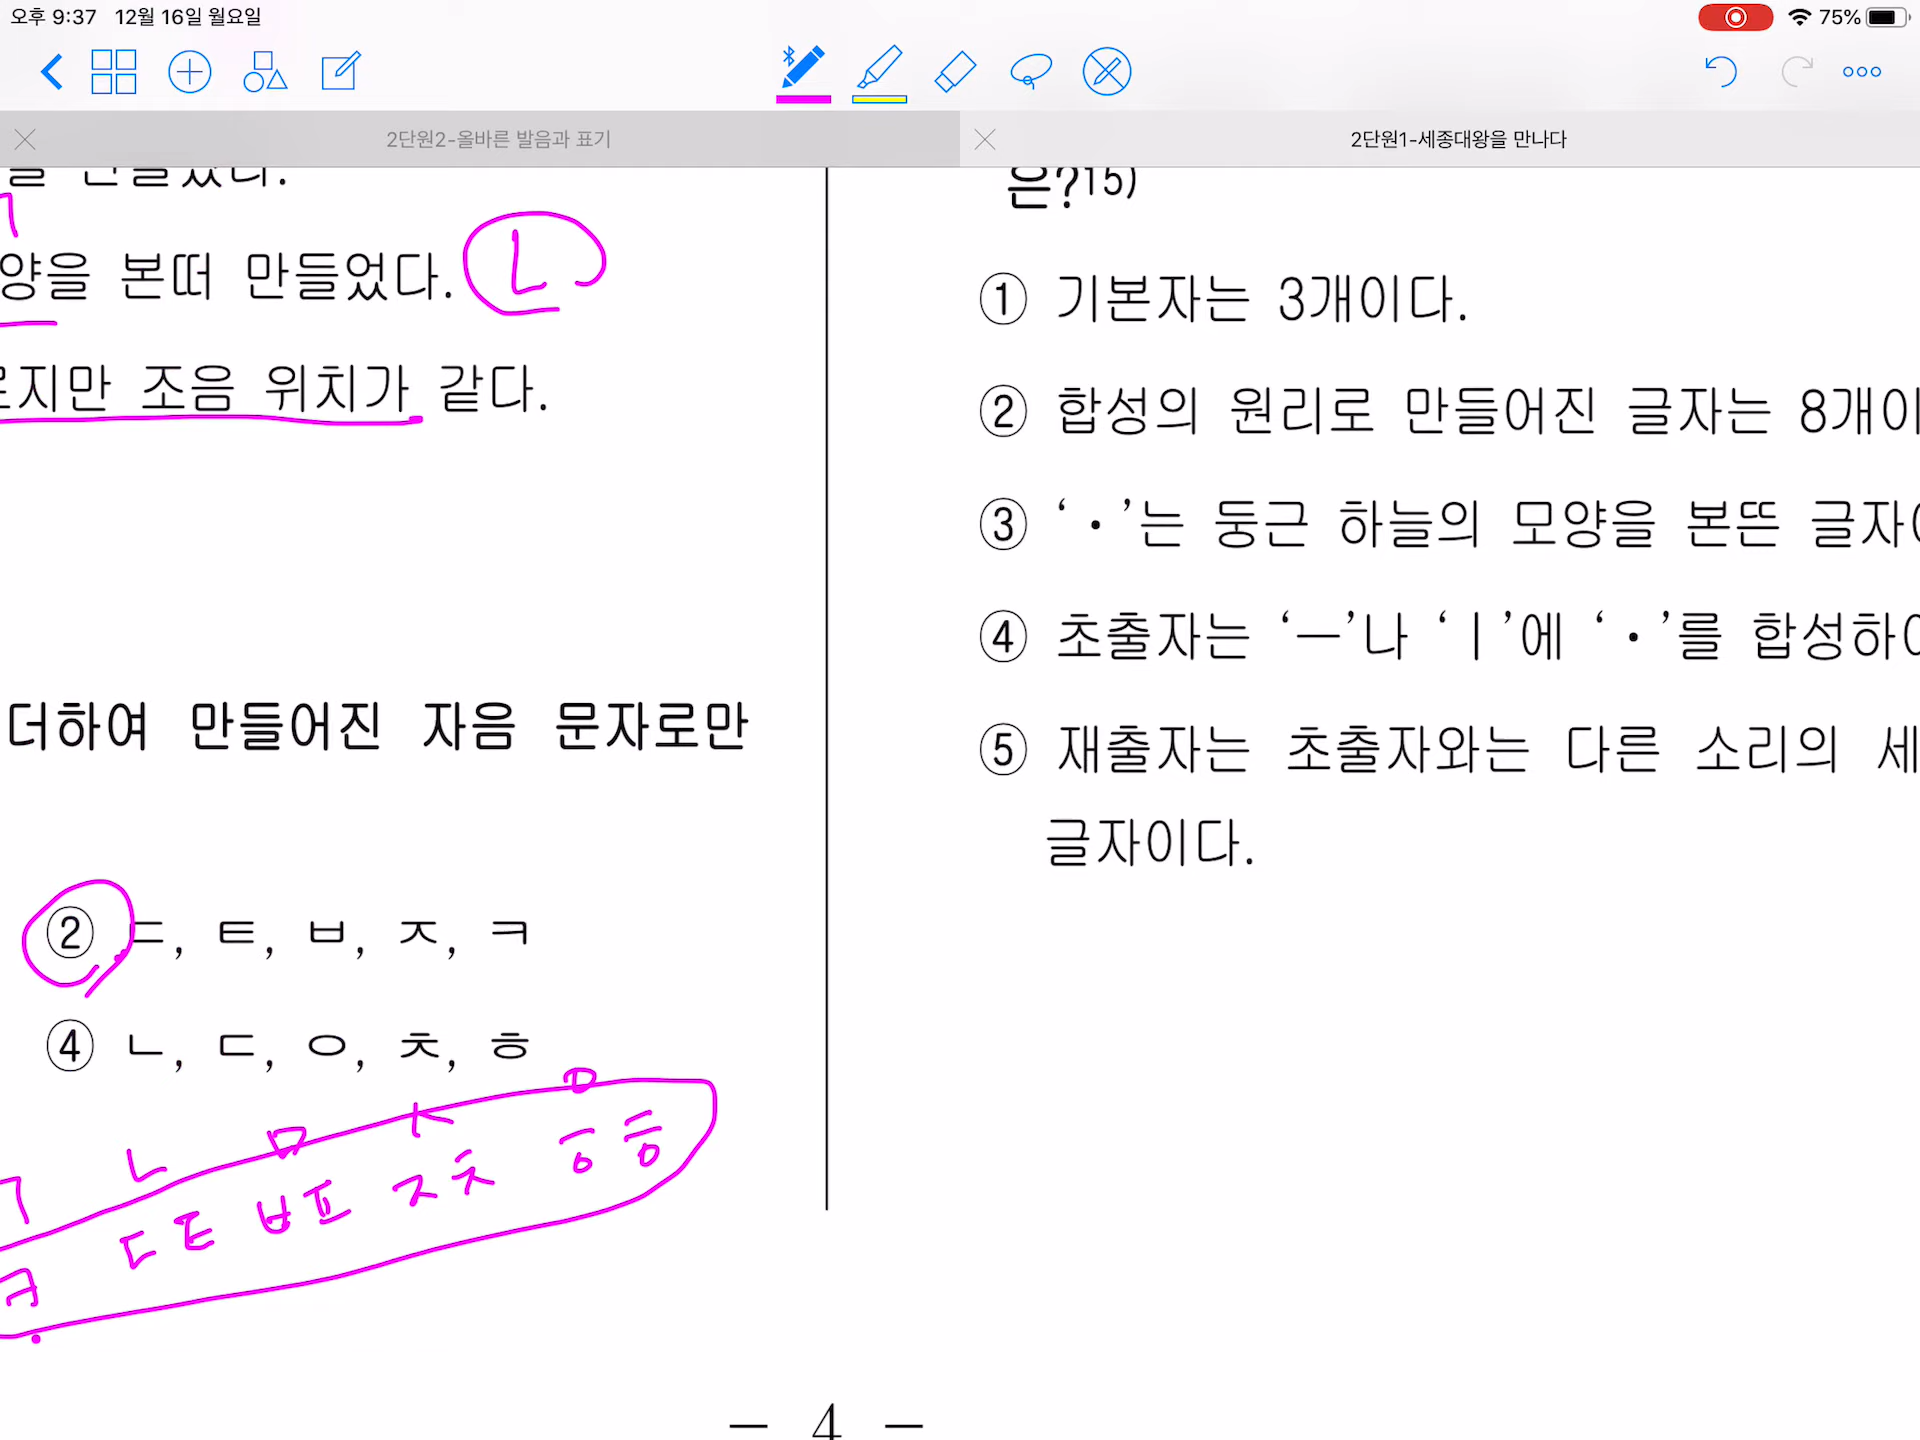 오후 9:37 12월 16일 월요일 75%
2단원2-올바른 발음과 표기
2단원1-세종대왕을 만나다
양을 본떠 만들었다. ㄴ
르지만 조음 위치가 같다.
더하여 만들어진 자음 문자로만
② ㄷ, ㅌ, ㅂ, ㅈ, ㅋ
④ ㄴ, ㄷ, ㅇ, ㅊ, ㅎ
ㄱ ㄴ ㅁ ㅅ ㅇ
ㅋ ㄷ ㅌ ㅂ ㅍ ㅈ ㅊ ㆆ ㅎ
은?15)
① 기본자는 3개이다.
② 합성의 원리로 만들어진 글자는 8개이
③ ‘ㆍ’는 둥근 하늘의 모양을 본뜬 글자이
④ 초출자는 ‘ㅡ’나 ‘ㅣ’에 ‘ㆍ’를 합성하여
⑤ 재출자는 초출자와는 다른 소리의 세
글자이다.
- 4 -